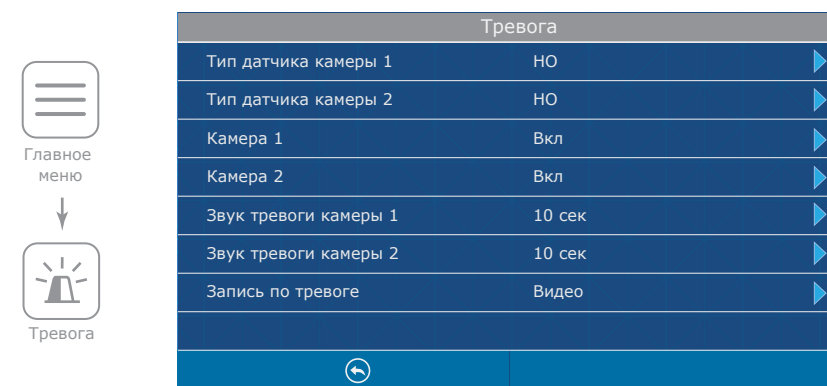 Главное
меню
Тревога
Тревога
Тип датчика камеры 1 НО
Тип датчика камеры 2 НО
Камера 1 Вкл
Камера 2 Вкл
Звук тревоги камеры 1 10 сек
Звук тревоги камеры 2 10 сек
Запись по тревоге Видео